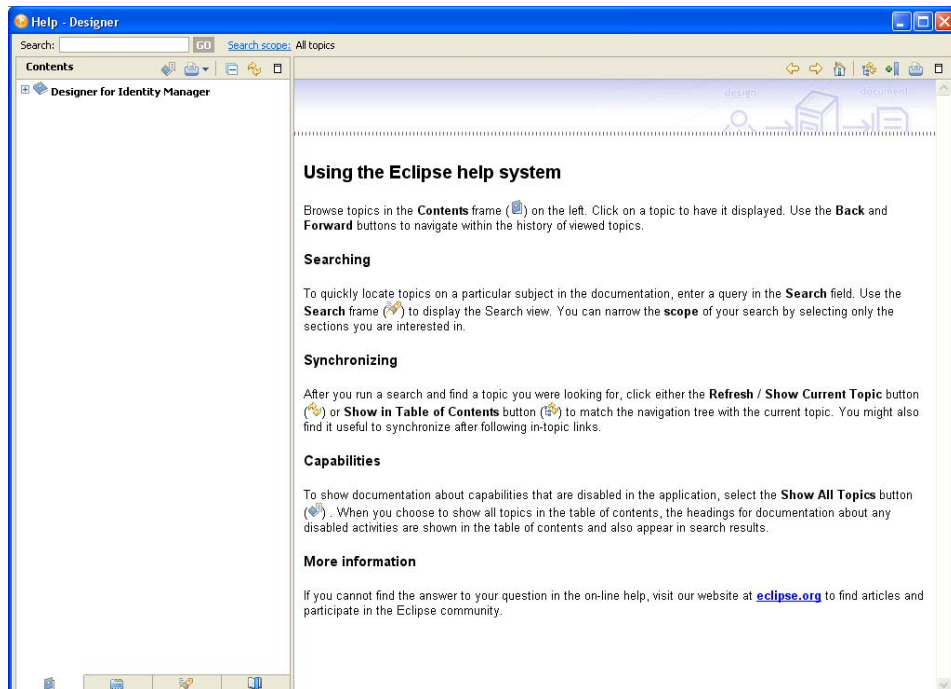 Help - Designer
Search:
GO
Search scope: All topics
Contents
Designer for Identity Manager
design
document
Using the Eclipse help system
Browse topics in the Contents frame ( ) on the left. Click on a topic to have it displayed. Use the Back and
Forward buttons to navigate within the history of viewed topics.
Searching
To quickly locate topics on a particular subject in the documentation, enter a query in the Search field. Use the
Search frame ( ) to display the Search view. You can narrow the scope of your search by selecting only the
sections you are interested in.
Synchronizing
After you run a search and find a topic you were looking for, click either the Refresh / Show Current Topic button
( ) or Show in Table of Contents button ( ) to match the navigation tree with the current topic. You might also
find it useful to synchronize after following in-topic links.
Capabilities
To show documentation about capabilities that are disabled in the application, select the Show All Topics button
( ) . When you choose to show all topics in the table of contents, the headings for documentation about any
disabled activities are shown in the table of contents and also appear in search results.
More information
If you cannot find the answer to your question in the on-line help, visit our website at eclipse.org to find articles and
participate in the Eclipse community.